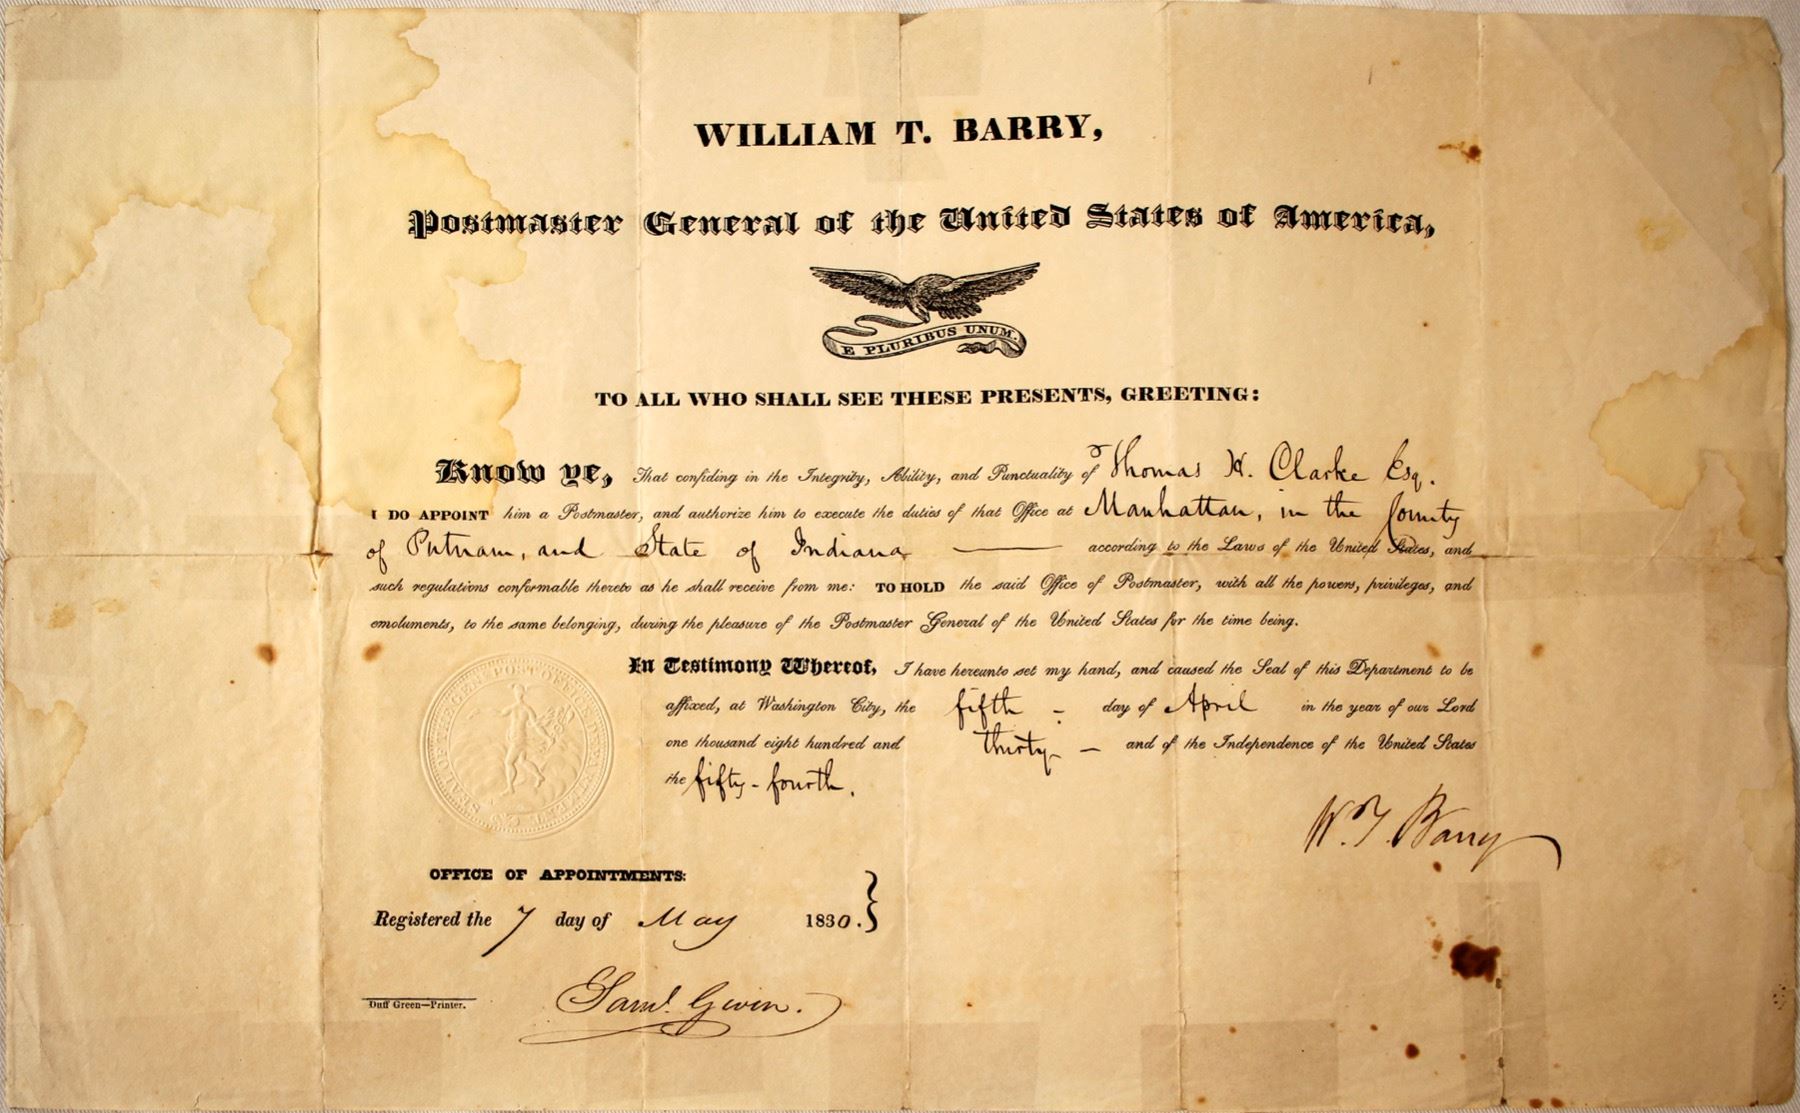 WILLIAM T. BARRY,
Postmaster General of the United States of America,
E PLURIBUS UNUM.
TO ALL WHO SHALL SEE THESE PRESENTS, GREETING:
Know ye, That confiding in the Integrity, Ability, and Punctuality of Thomas H. Clarke Esq.
I DO APPOINT him a Postmaster, and authorize him to execute the duties of that Office at Manhattan, in the County
of Putnam, and State of Indiana — according to the Laws of the United States, and
such regulations conformable thereto as he shall receive from me: TO HOLD the said Office of Postmaster, with all the powers, privileges, and
emoluments, to the same belonging, during the pleasure of the Postmaster General of the United States for the time being.
In Testimony Whereof, I have hereunto set my hand, and caused the Seal of this Department to be
affixed, at Washington City, the fifth - day of April in the year of our Lord
one thousand eight hundred and thirty — and of the Independence of the United States
the fifty-fourth.
SEAL OF THE GEN. POST OFFICE DEPARTMENT U.S.
Wm T. Barry
OFFICE OF APPOINTMENTS:
Registered the 7 day of May 1830.}
Duff Green—Printer.
Saml. Gwin.